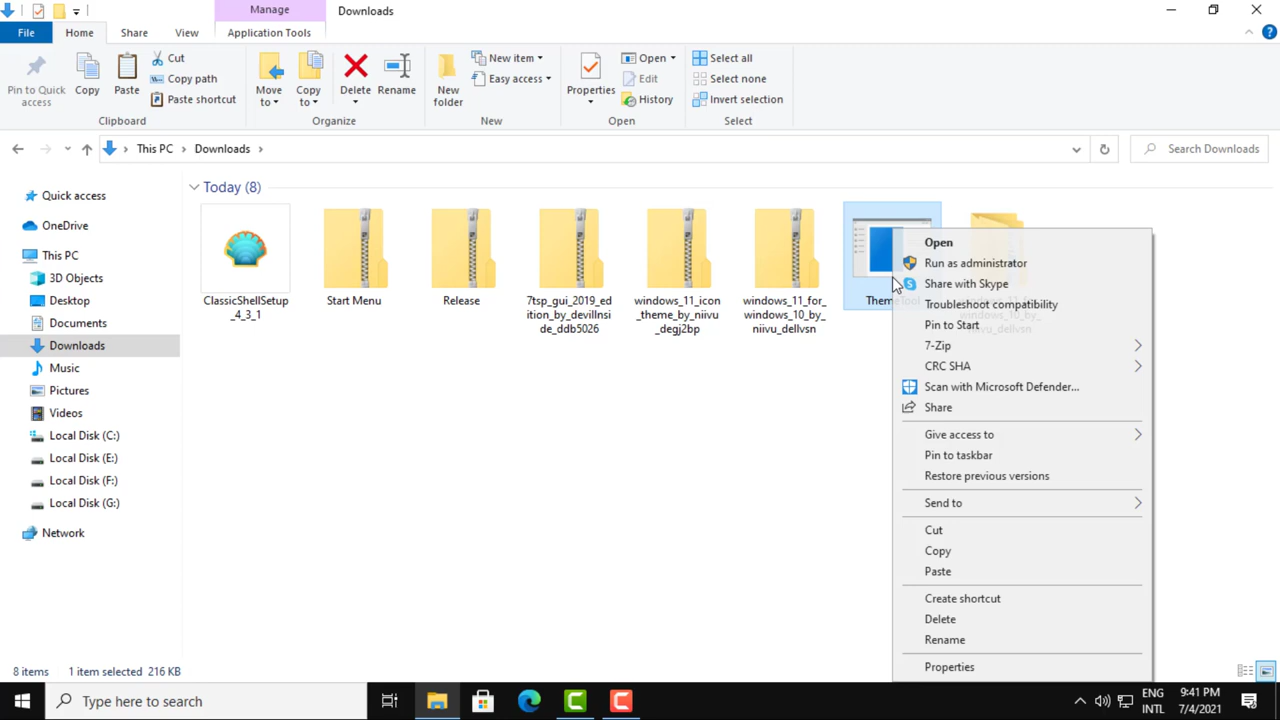 Manage
Downloads
File
Home
Share
View
Application Tools
Pin to Quick access
Copy
Paste
Cut
Copy path
Paste shortcut
Move to
Copy to
Delete
Rename
New folder
New item
Easy access
Properties
Open
Edit
History
Select all
Select none
Invert selection
Clipboard
Organize
New
Open
Select
This PC
Downloads
Search Downloads
Quick access
OneDrive
This PC
3D Objects
Desktop
Documents
Downloads
Music
Pictures
Videos
Local Disk (C:)
Local Disk (E:)
Local Disk (F:)
Local Disk (G:)
Network
Today (8)
ClassicShellSetup
_4_3_1
Start Menu
Release
7tsp_gui_2019_ed
ition_by_devillnsi
de_ddb5026
windows_11_icon
_theme_by_niivu
_degj2bp
windows_11_for_
windows_10_by_
niivu_dellvsn
ThemeTool
Open
Run as administrator
Share with Skype
Troubleshoot compatibility
Pin to Start
7-Zip
CRC SHA
Scan with Microsoft Defender...
Share
Give access to
Pin to taskbar
Restore previous versions
Send to
Cut
Copy
Paste
Create shortcut
Delete
Rename
Properties
8 items
1 item selected 216 KB
Type here to search
ENG
INTL
9:41 PM
7/4/2021